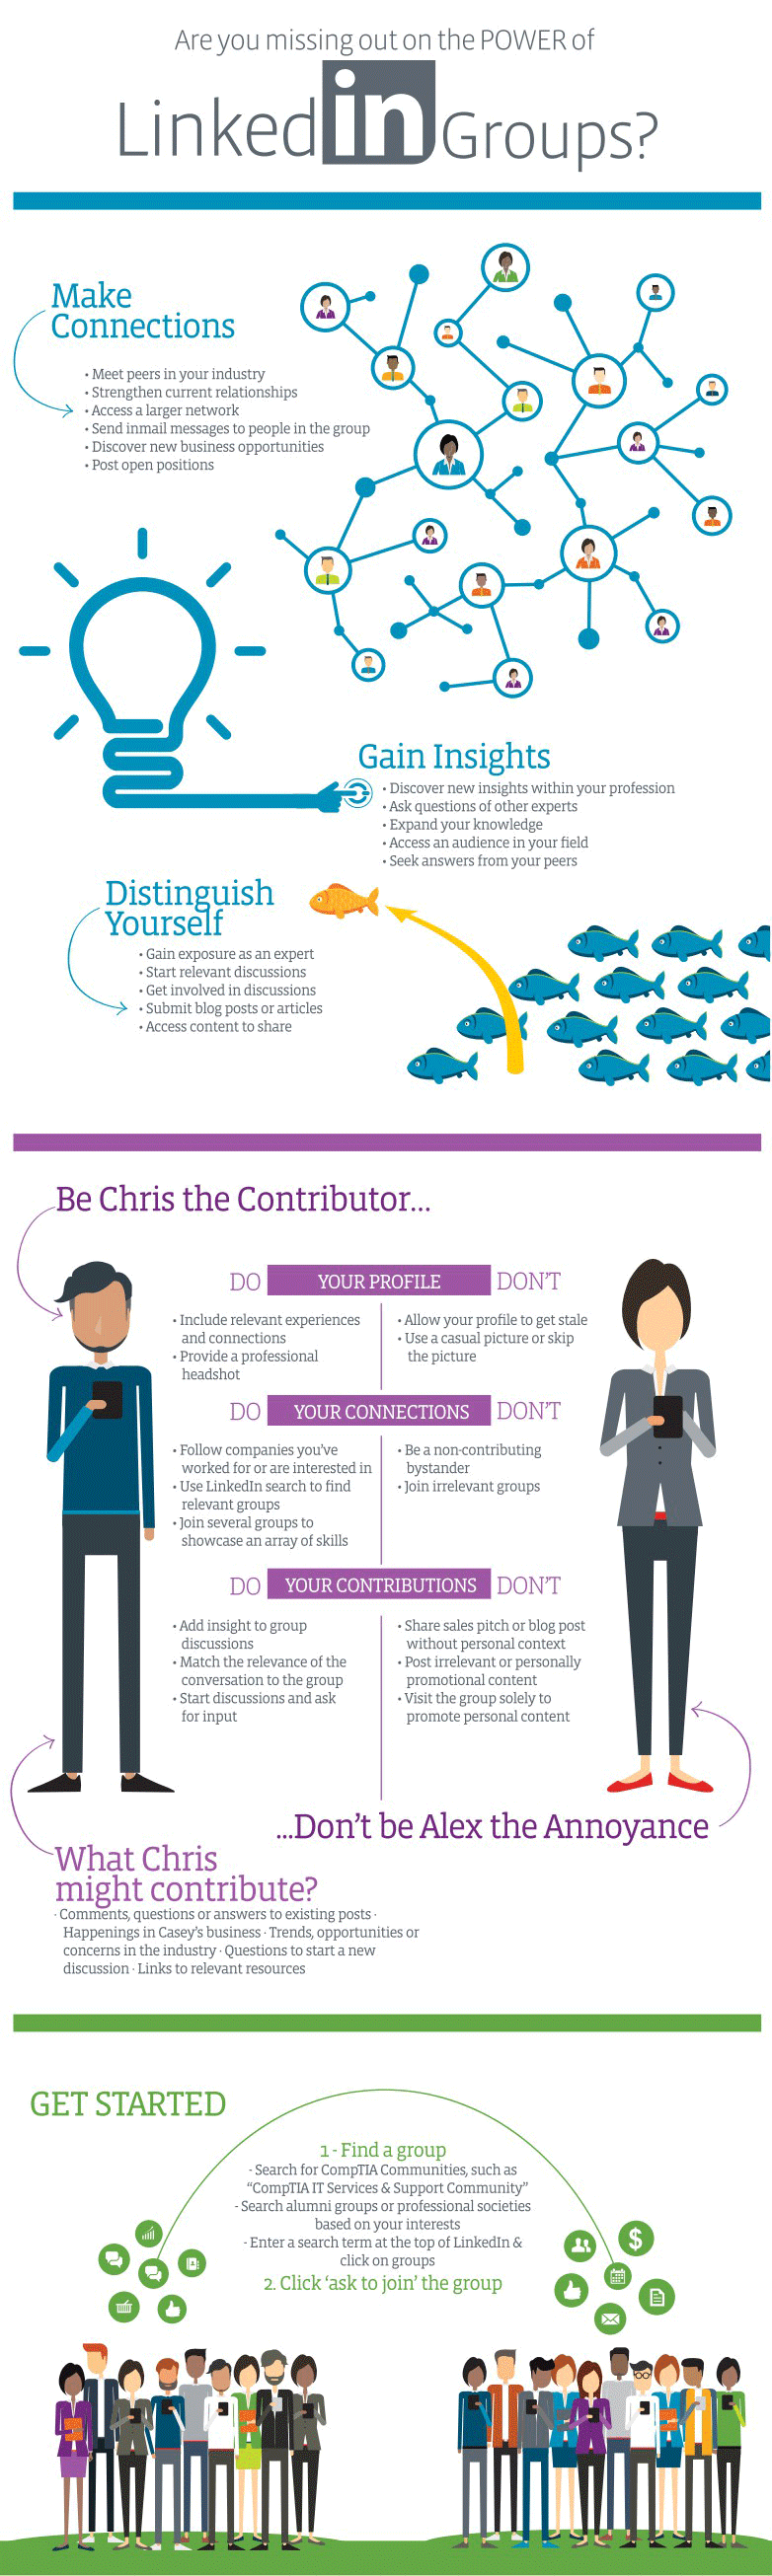 Are you missing out on the POWER of
Linked in Groups?
Make
Connections
• Meet peers in your industry
• Strengthen current relationships
• Access a larger network
• Send inmail messages to people in the group
• Discover new business opportunities
• Post open positions
Gain Insights
• Discover new insights within your profession
• Ask questions of other experts
• Expand your knowledge
• Access an audience in your field
• Seek answers from your peers
Distinguish
Yourself
• Gain exposure as an expert
• Start relevant discussions
• Get involved in discussions
• Submit blog posts or articles
• Access content to share
Be Chris the Contributor...
DO YOUR PROFILE DON'T
• Include relevant experiences
and connections
• Provide a professional
headshot
• Allow your profile to get stale
• Use a casual picture or skip
the picture
DO YOUR CONNECTIONS DON'T
• Follow companies you've
worked for or are interested in
• Use LinkedIn search to find
relevant groups
• Join several groups to
showcase an array of skills
• Be a non-contributing
bystander
• Join irrelevant groups
DO YOUR CONTRIBUTIONS DON'T
• Add insight to group
discussions
• Match the relevance of the
conversation to the group
• Start discussions and ask
for input
• Share sales pitch or blog post
without personal context
• Post irrelevant or personally
promotional content
• Visit the group solely to
promote personal content
...Don't be Alex the Annoyance
What Chris
might contribute?
· Comments, questions or answers to existing posts ·
Happenings in Casey's business · Trends, opportunities or
concerns in the industry · Questions to start a new
discussion · Links to relevant resources
GET STARTED
1 - Find a group
- Search for CompTIA Communities, such as
"CompTIA IT Services & Support Community"
- Search alumni groups or professional societies
based on your interests
- Enter a search term at the top of LinkedIn &
click on groups
2. Click 'ask to join' the group
$